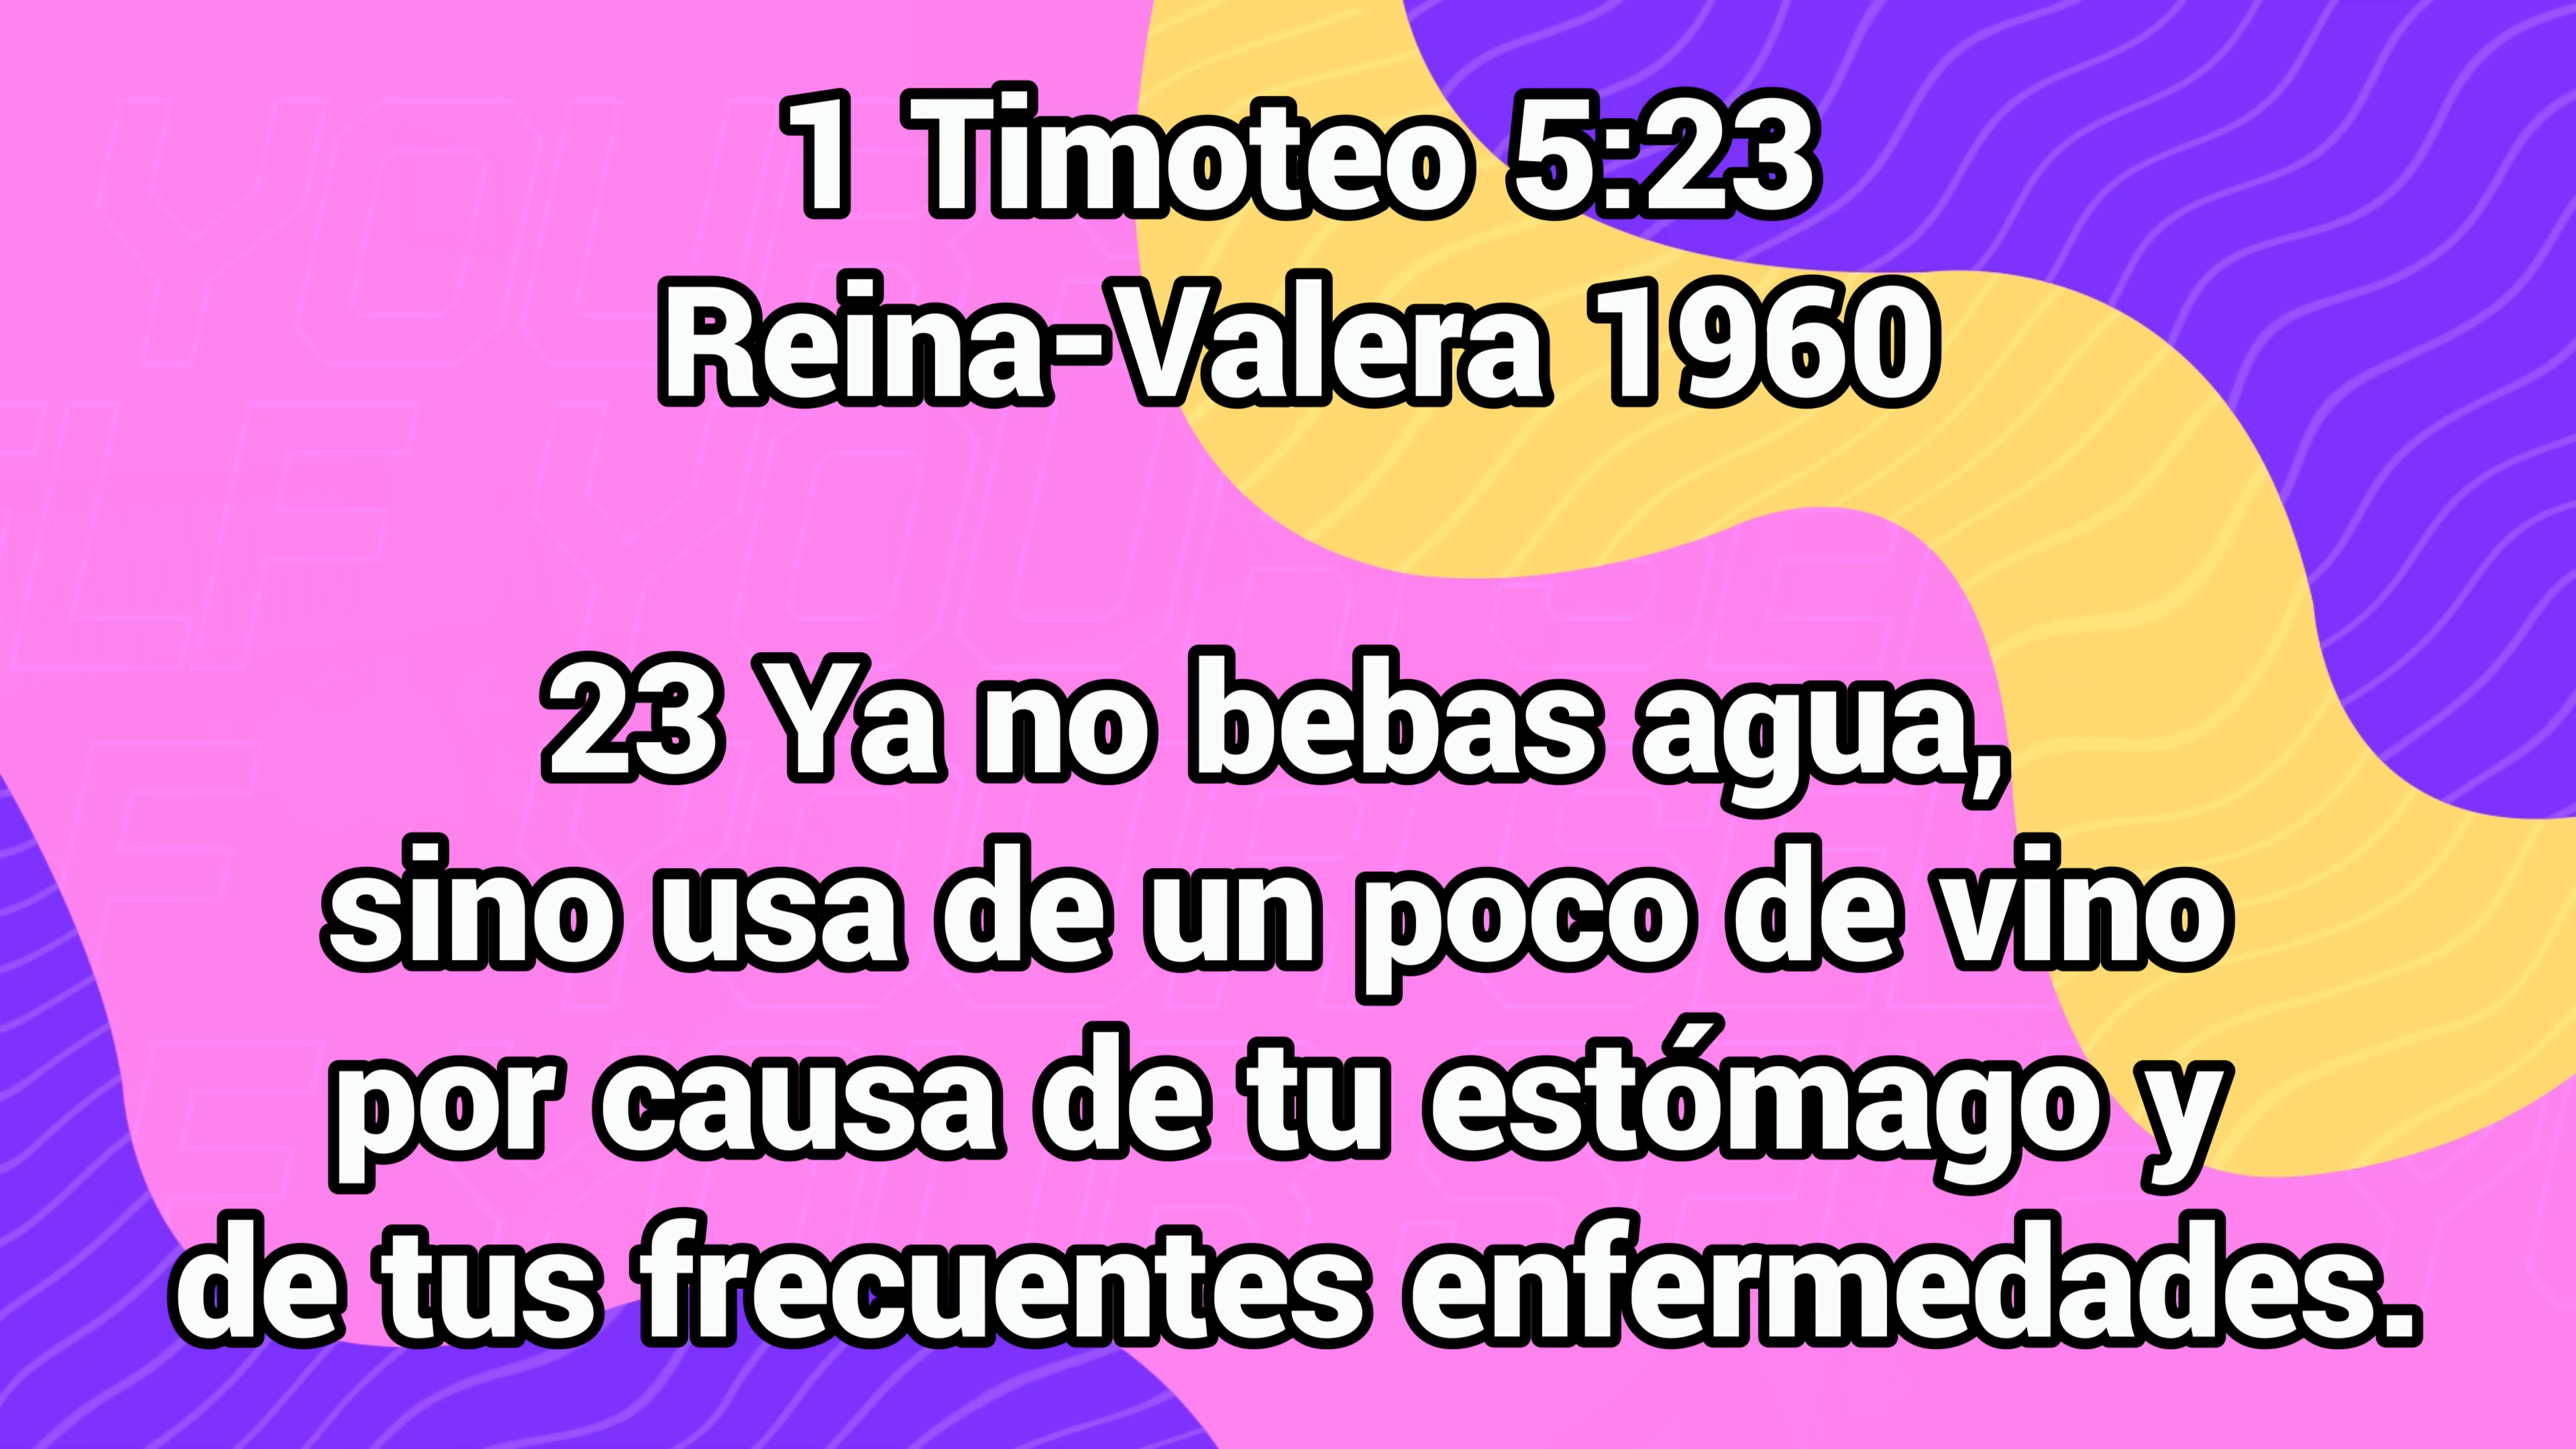 1 Timoteo 5:23
Reina-Valera 1960
23 Ya no bebas agua,
sino usa de un poco de vino
por causa de tu estómago y
de tus frecuentes enfermedades.